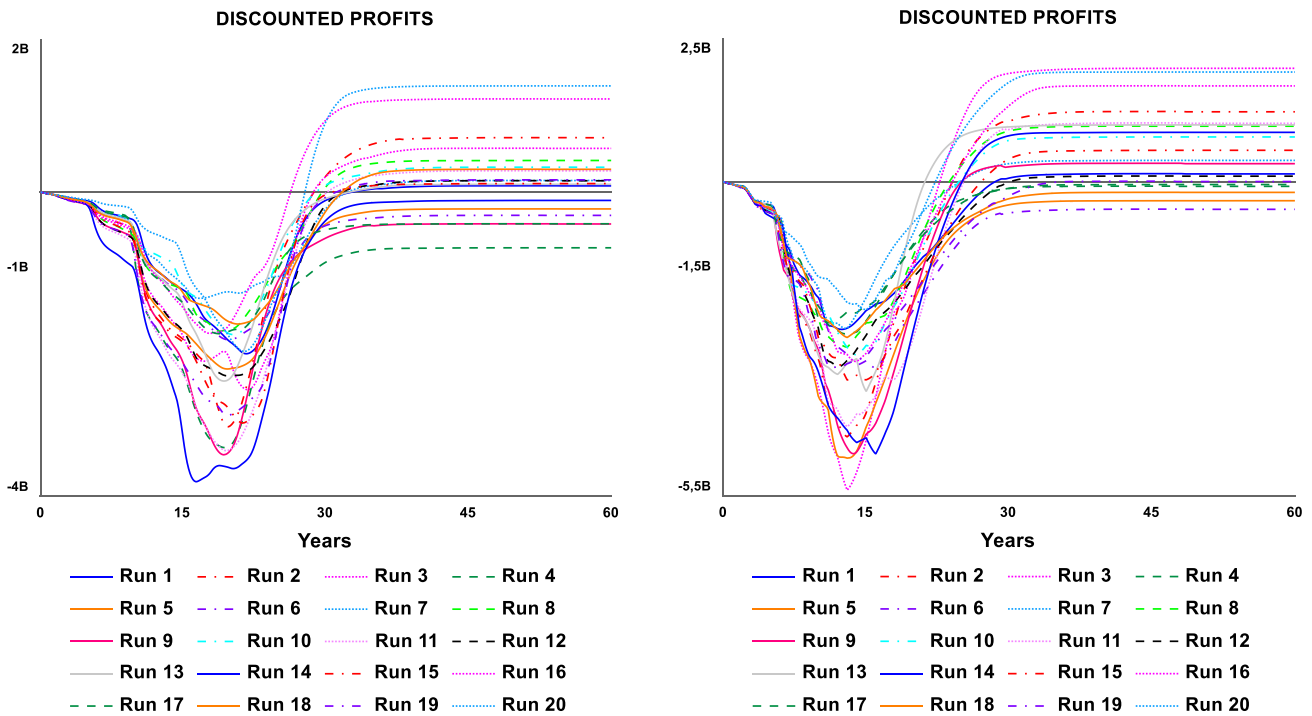 DISCOUNTED PROFITS
2B
-1B
-4B
0 15 30 45 60
Years
Run 1 Run 2 Run 3 Run 4
Run 5 Run 6 Run 7 Run 8
Run 9 Run 10 Run 11 Run 12
Run 13 Run 14 Run 15 Run 16
Run 17 Run 18 Run 19 Run 20
DISCOUNTED PROFITS
2,5B
-1,5B
-5,5B
0 15 30 45 60
Years
Run 1 Run 2 Run 3 Run 4
Run 5 Run 6 Run 7 Run 8
Run 9 Run 10 Run 11 Run 12
Run 13 Run 14 Run 15 Run 16
Run 17 Run 18 Run 19 Run 20